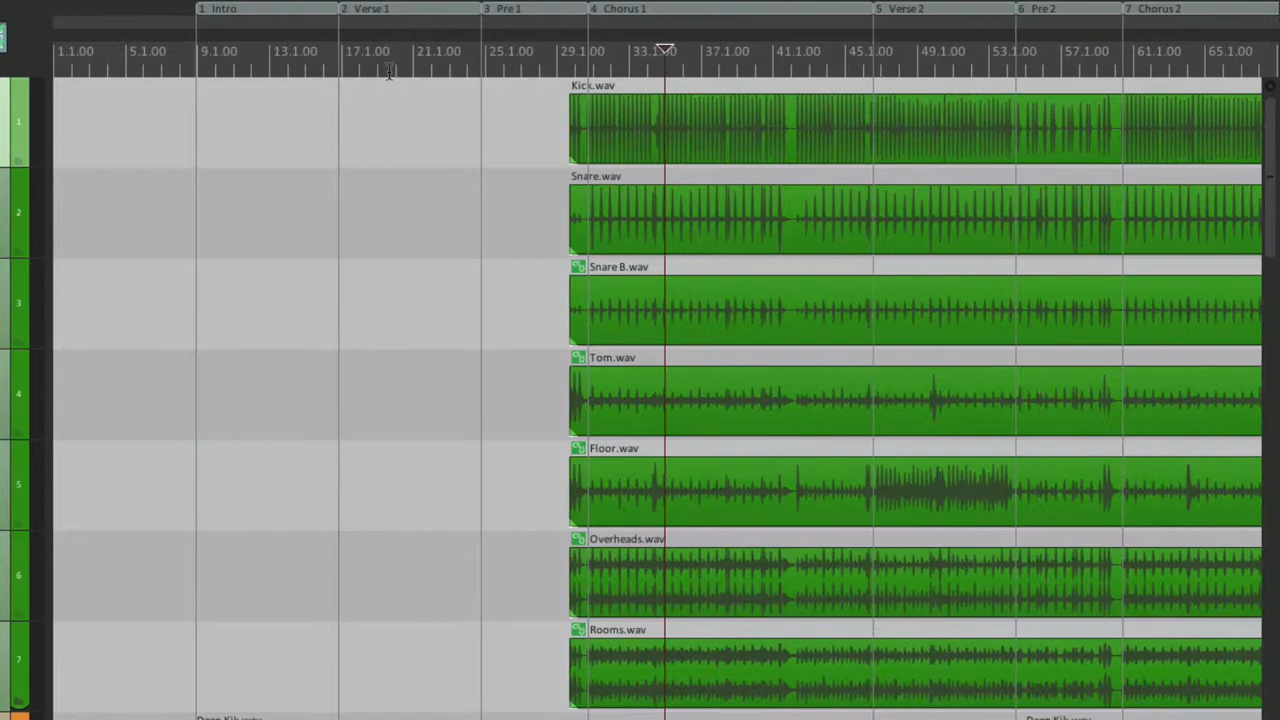 1 Intro
2 Verse 1
3 Pre 1
4 Chorus 1
5 Verse 2
6 Pre 2
7 Chorus 2
1.1.00
5.1.00
9.1.00
13.1.00
17.1.00
21.1.00
25.1.00
29.1.00
33.1.00
37.1.00
41.1.00
45.1.00
49.1.00
53.1.00
57.1.00
61.1.00
65.1.00
Kick.wav
1
Snare.wav
2
Snare B.wav
3
Tom.wav
4
Floor.wav
5
Overheads.wav
6
Rooms.wav
7